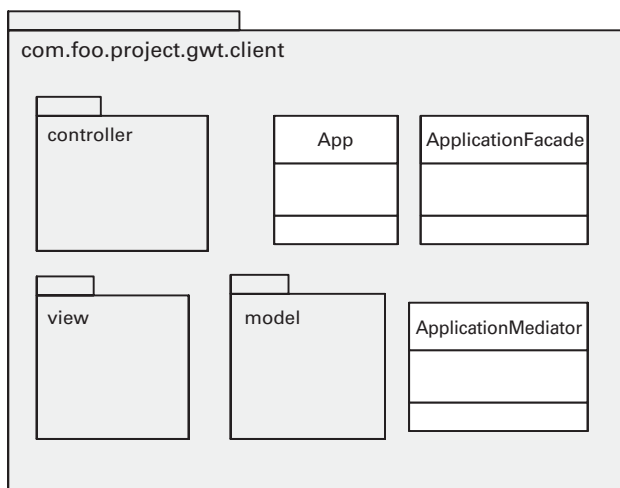 com.foo.project.gwt.client
controller
App
ApplicationFacade
view
model
ApplicationMediator